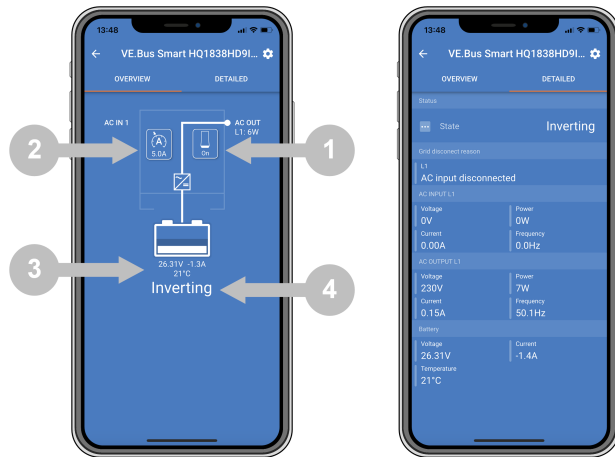 13:48
VE.Bus Smart HQ1838HD9I...
OVERVIEW DETAILED
AC IN 1
AC OUT
L1: 6W
A
5.0A
On
2
1
26.31V -1.3A
21°C
Inverting
3
4
13:48
VE.Bus Smart HQ1838HD9I...
OVERVIEW DETAILED
Status
State Inverting
Grid disconect reason
L1
AC input disconnected
AC INPUT L1
Voltage Power
0V 0W
Current Frequency
0.00A 0.0Hz
AC OUTPUT L1
Voltage Power
230V 7W
Current Frequency
0.15A 50.1Hz
Battery
Voltage Current
26.31V -1.4A
Temperature
21°C